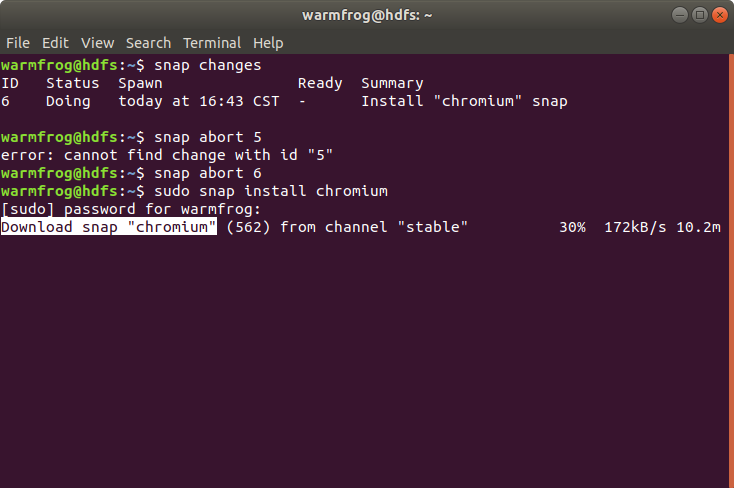 warmfrog@hdfs: ~
File Edit View Search Terminal Help
warmfrog@hdfs:~$ snap changes
ID   Status  Spawn               Ready  Summary
6    Doing   today at 16:43 CST  -      Install "chromium" snap
warmfrog@hdfs:~$ snap abort 5
error: cannot find change with id "5"
warmfrog@hdfs:~$ snap abort 6
warmfrog@hdfs:~$ sudo snap install chromium
[sudo] password for warmfrog:
Download snap "chromium" (562) from channel "stable"          30%  172kB/s 10.2m